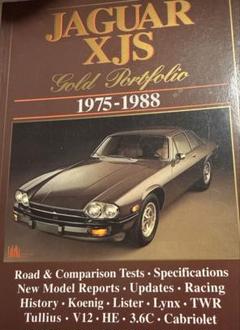 JAGUAR
XJS
Gold Portfolio
1975-1988
Road & Comparison Tests · Specifications
New Model Reports · Updates · Racing
History · Koenig · Lister · Lynx · TWR
Tullius · V12 · HE · 3.6C · Cabriolet